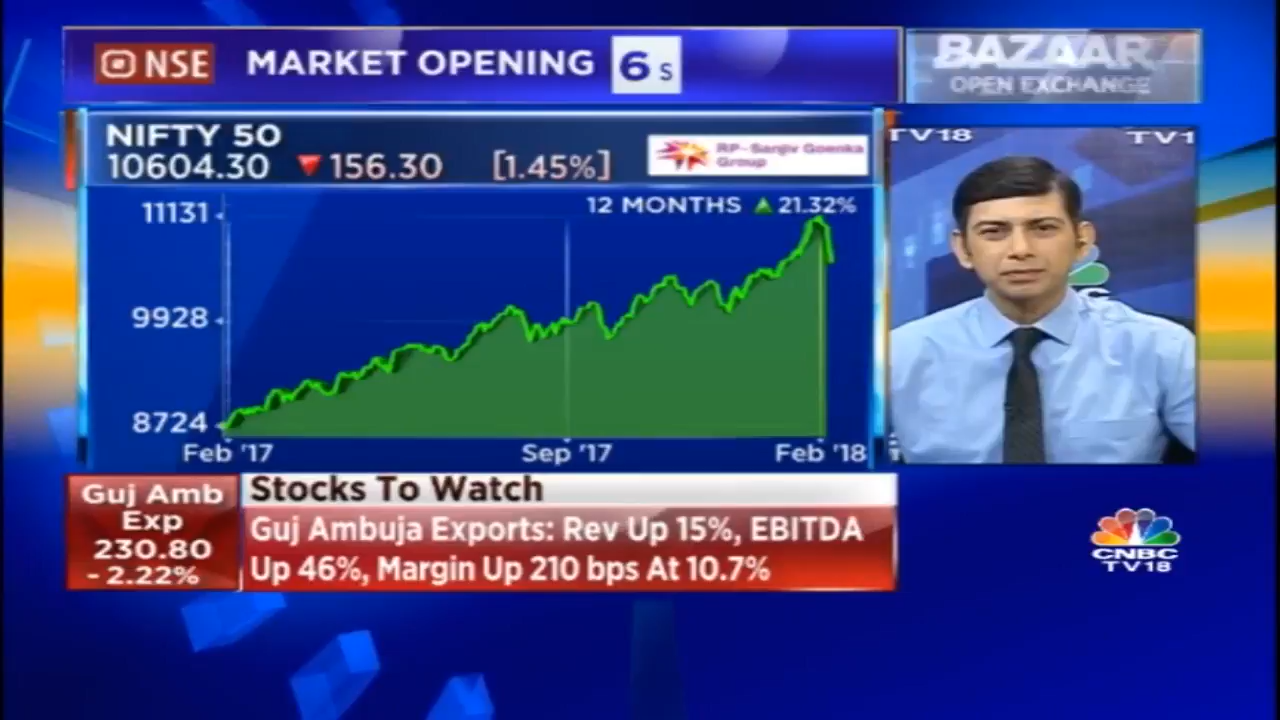 NSE
MARKET OPENING
6 S
BAZAAR
OPEN EXCHANGE
NIFTY 50
10604.30 ▼156.30 [1.45%]
RP-Sanjiv Goenka
Group
12 MONTHS ▲21.32%
11131
9928
8724
Feb '17 Sep '17 Feb '18
TV18 TV1
Guj Amb
Exp
230.80
-2.22%
Stocks To Watch
Guj Ambuja Exports: Rev Up 15%, EBITDA
Up 46%, Margin Up 210 bps At 10.7%
CNBC
TV18